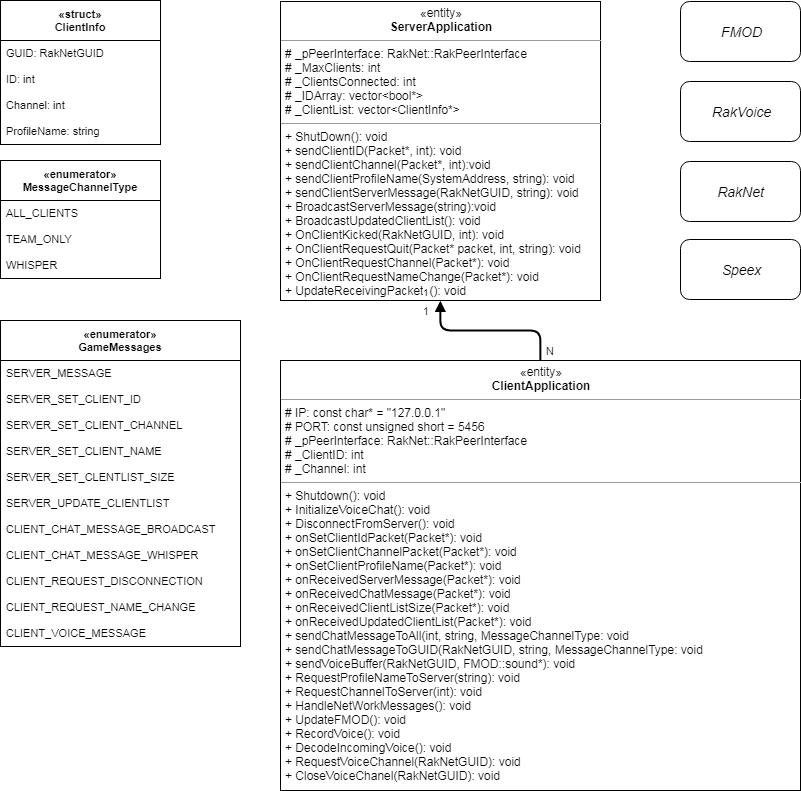 «struct»
ClientInfo
GUID: RakNetGUID
ID: int
Channel: int
ProfileName: string
«enumerator»
MessageChannelType
ALL_CLIENTS
TEAM_ONLY
WHISPER
«enumerator»
GameMessages
SERVER_MESSAGE
SERVER_SET_CLIENT_ID
SERVER_SET_CLIENT_CHANNEL
SERVER_SET_CLIENT_NAME
SERVER_SET_CLENTLIST_SIZE
SERVER_UPDATE_CLIENTLIST
CLIENT_CHAT_MESSAGE_BROADCAST
CLIENT_CHAT_MESSAGE_WHISPER
CLIENT_REQUEST_DISCONNECTION
CLIENT_REQUEST_NAME_CHANGE
CLIENT_VOICE_MESSAGE
«entity»
ServerApplication
# _pPeerInterface: RakNet::RakPeerInterface
# _MaxClients: int
# _ClientsConnected: int
# _IDArray: vector<bool*>
# _ClientList: vector<ClientInfo*>
+ ShutDown(): void
+ sendClientID(Packet*, int): void
+ sendClientChannel(Packet*, int):void
+ sendClientProfileName(SystemAddress, string): void
+ sendClientServerMessage(RakNetGUID, string): void
+ BroadcastServerMessage(string):void
+ BroadcastUpdatedClientList(): void
+ OnClientKicked(RakNetGUID, int): void
+ OnClientRequestQuit(Packet* packet, int, string): void
+ OnClientRequestChannel(Packet*): void
+ OnClientRequestNameChange(Packet*): void
+ UpdateReceivingPacket₁(): void
1
N
«entity»
ClientApplication
# IP: const char* = "127.0.0.1"
# PORT: const unsigned short = 5456
# _pPeerInterface: RakNet::RakPeerInterface
# _ClientID: int
# _Channel: int
+ Shutdown(): void
+ InitializeVoiceChat(): void
+ DisconnectFromServer(): void
+ onSetClientIdPacket(Packet*): void
+ onSetClientChannelPacket(Packet*): void
+ onSetClientProfileName(Packet*): void
+ onReceivedServerMessage(Packet*): void
+ onReceivedChatMessage(Packet*): void
+ onReceivedClientListSize(Packet*): void
+ onReceivedUpdatedClientList(Packet*): void
+ sendChatMessageToAll(int, string, MessageChannelType: void
+ sendChatMessageToGUID(RakNetGUID, string, MessageChannelType: void
+ sendVoiceBuffer(RakNetGUID, FMOD::sound*): void
+ RequestProfileNameToServer(string): void
+ RequestChannelToServer(int): void
+ HandleNetWorkMessages(): void
+ UpdateFMOD(): void
+ RecordVoice(): void
+ DecodeIncomingVoice(): void
+ RequestVoiceChannel(RakNetGUID): void
+ CloseVoiceChanel(RakNetGUID): void
FMOD
RakVoice
RakNet
Speex